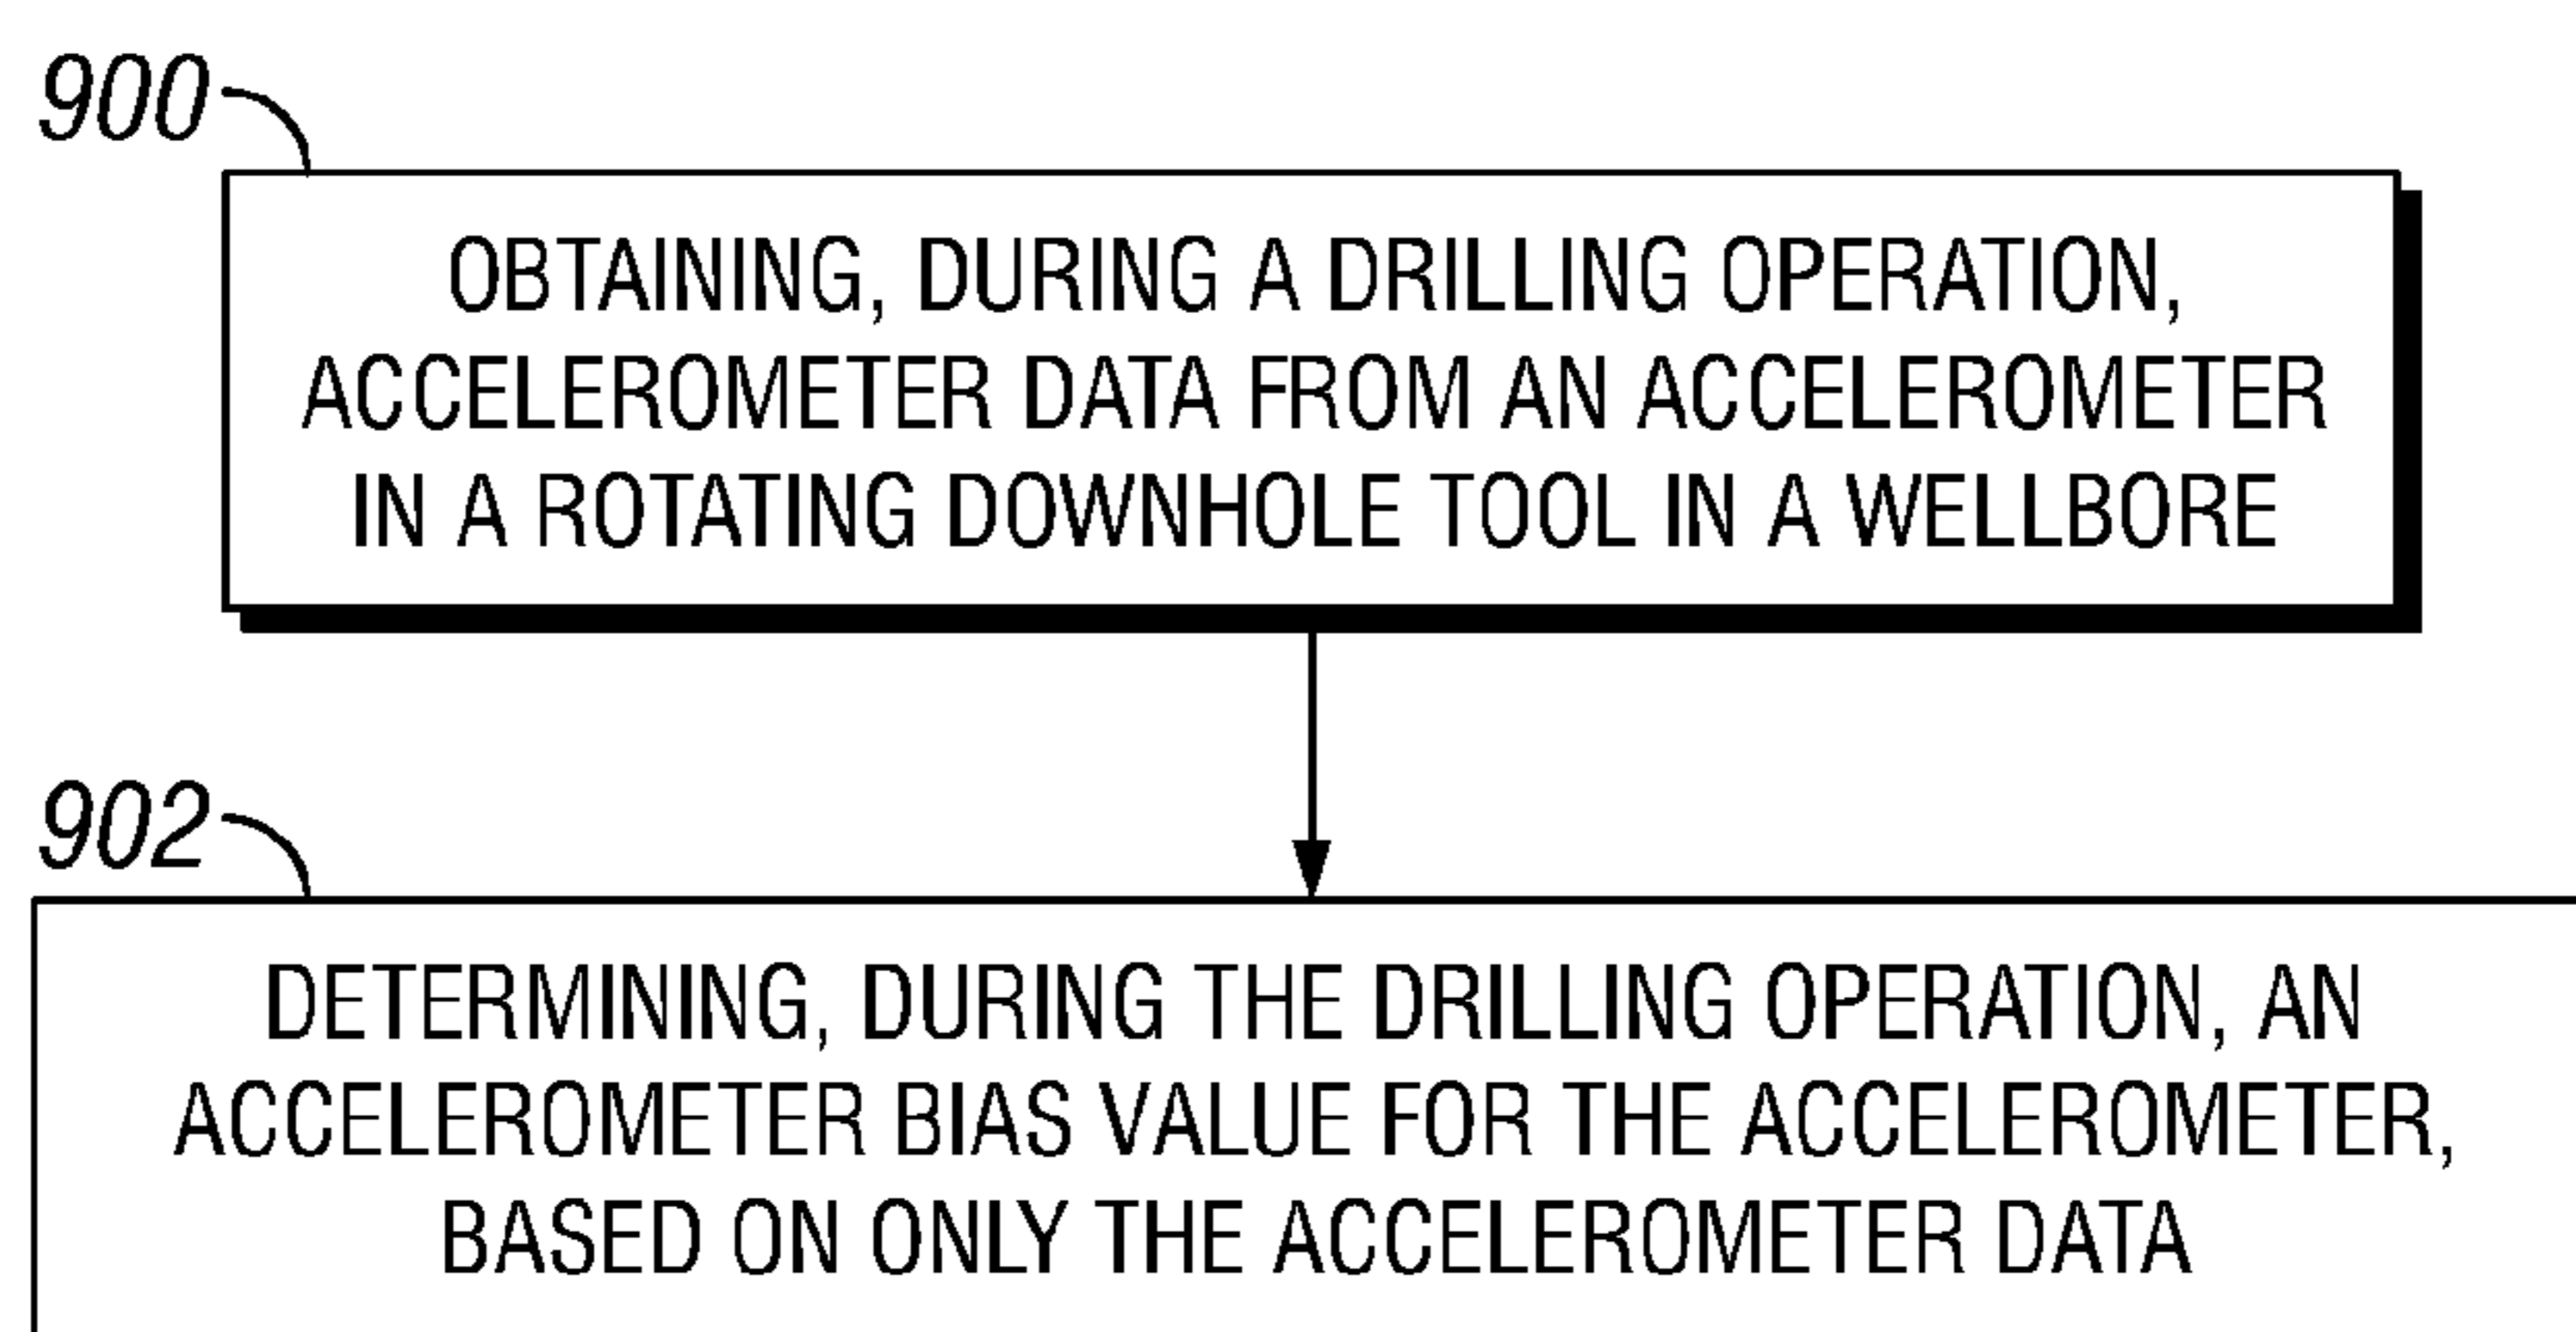 900
OBTAINING, DURING A DRILLING OPERATION,
ACCELEROMETER DATA FROM AN ACCELEROMETER
IN A ROTATING DOWNHOLE TOOL IN A WELLBORE
902
DETERMINING, DURING THE DRILLING OPERATION, AN
ACCELEROMETER BIAS VALUE FOR THE ACCELEROMETER,
BASED ON ONLY THE ACCELEROMETER DATA